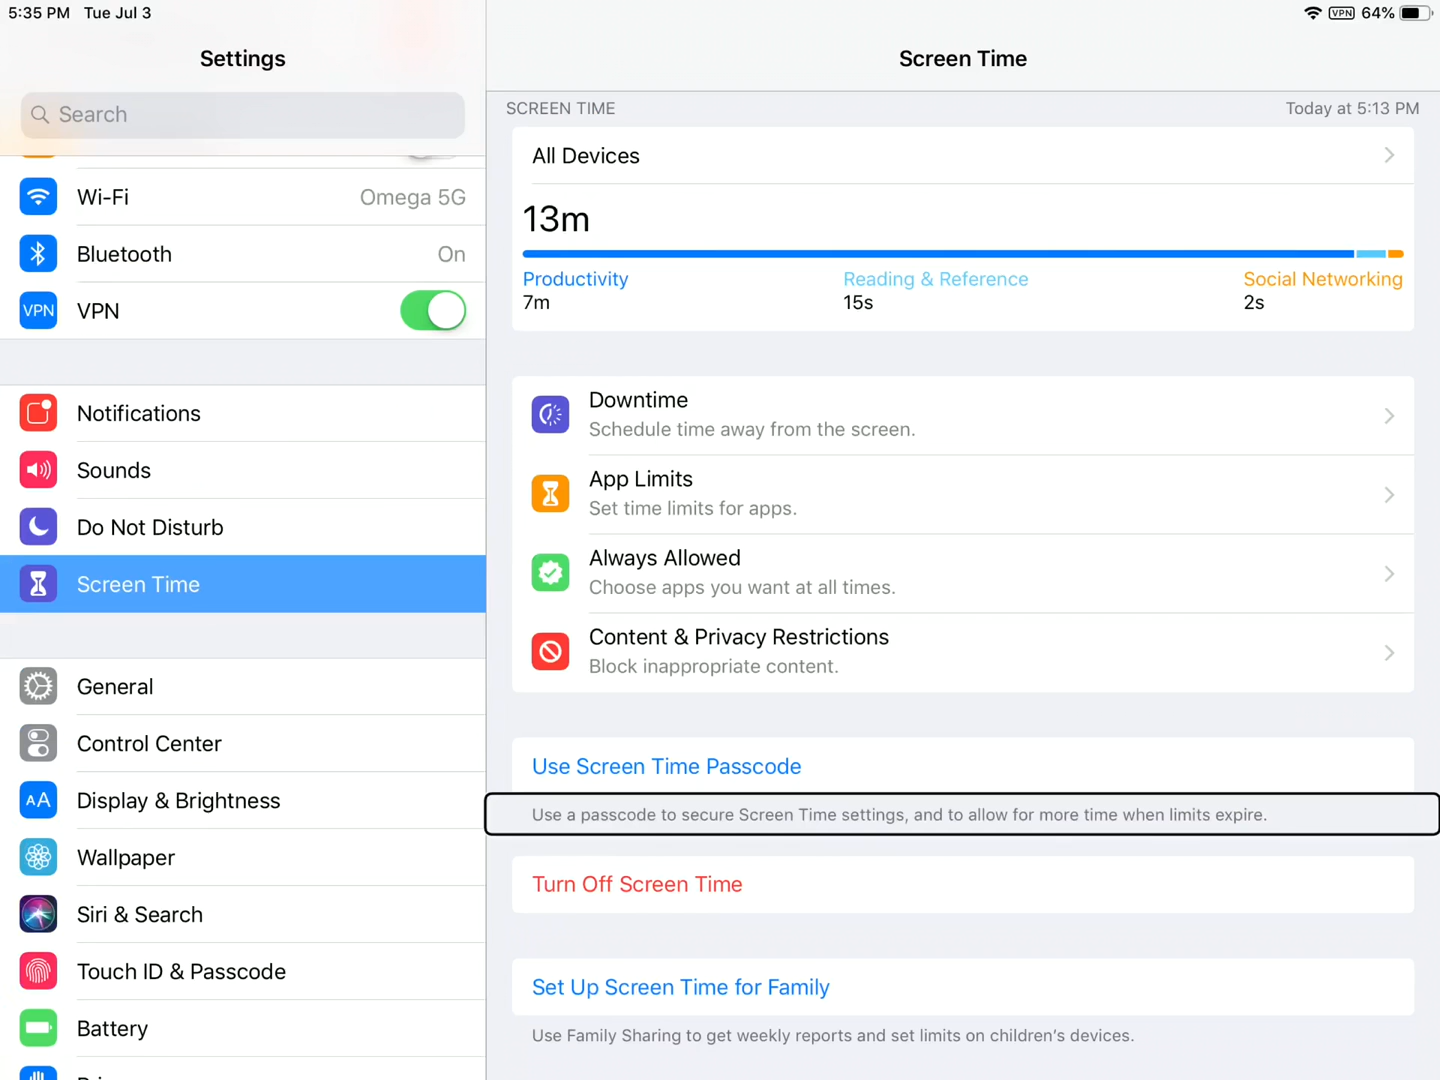 5:35 PM Tue Jul 3
VPN 64%
Settings
Search
Wi-Fi Omega 5G
Bluetooth On
VPN VPN
Notifications
Sounds
Do Not Disturb
Screen Time
General
Control Center
AA Display & Brightness
Wallpaper
Siri & Search
Touch ID & Passcode
Battery
Screen Time
SCREEN TIME Today at 5:13 PM
All Devices
13m
Productivity Reading & Reference Social Networking
7m 15s 2s
Downtime
Schedule time away from the screen.
App Limits
Set time limits for apps.
Always Allowed
Choose apps you want at all times.
Content & Privacy Restrictions
Block inappropriate content.
Use Screen Time Passcode
Use a passcode to secure Screen Time settings, and to allow for more time when limits expire.
Turn Off Screen Time
Set Up Screen Time for Family
Use Family Sharing to get weekly reports and set limits on children’s devices.